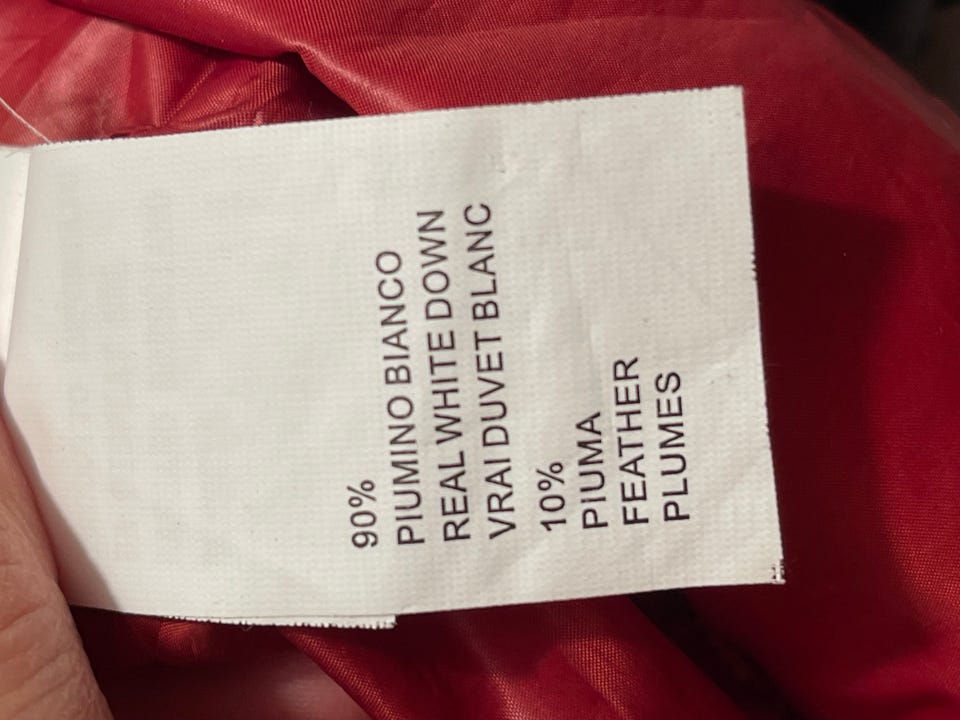 90%
PIUMINO BIANCO
REAL WHITE DOWN
VRAI DUVET BLANC
10%
PIUMA
FEATHER
PLUMES